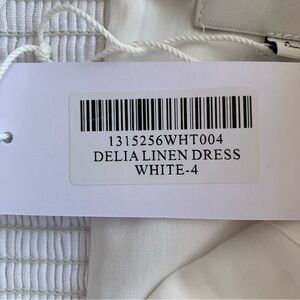 1315256WHT004
DELIA LINEN DRESS
WHITE-4